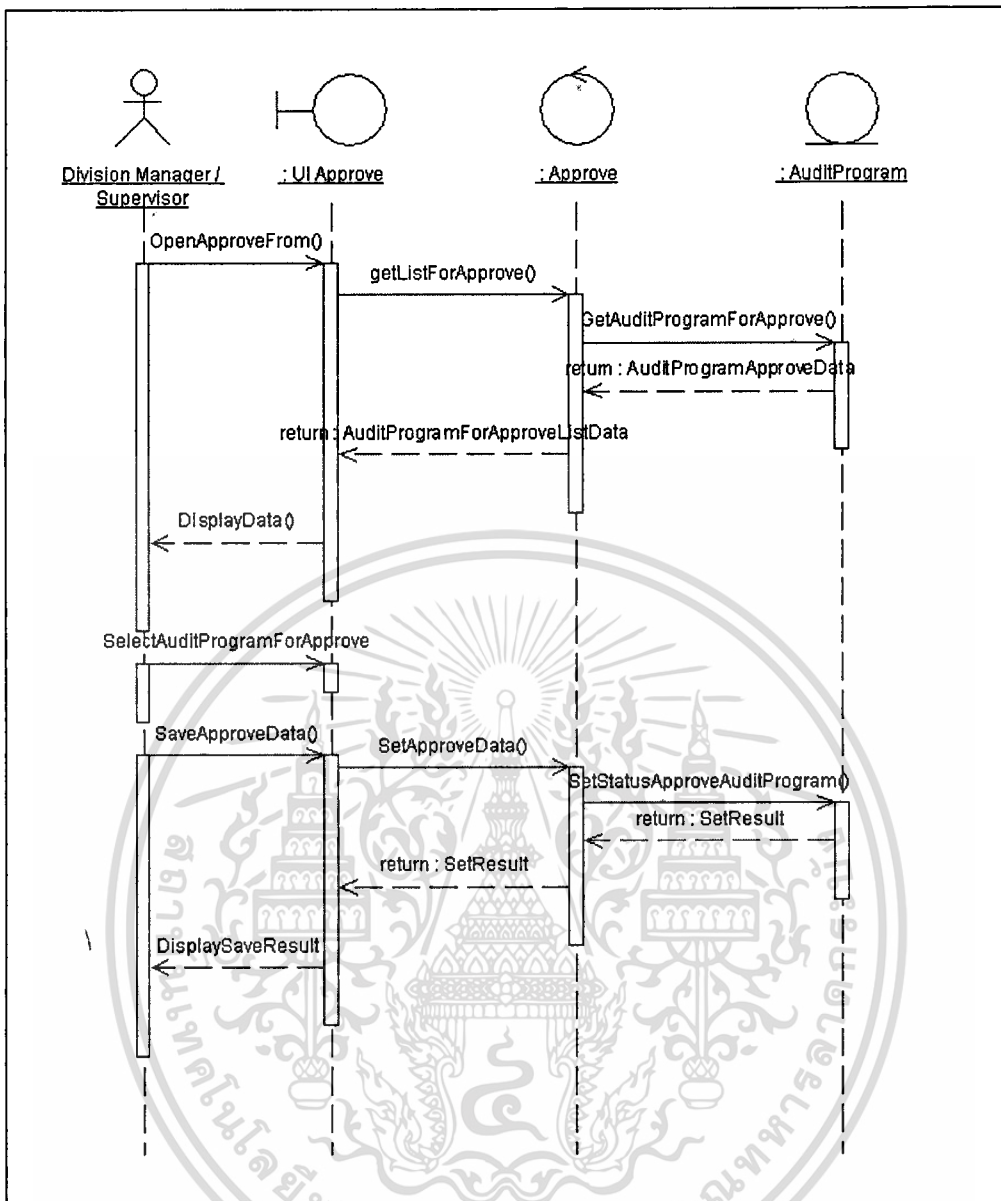 Division Manager /
Supervisor
: UI Approve
: Approve
: AuditProgram
OpenApproveFrom()
getListForApprove()
GetAuditProgramForApprove()
return : AuditProgramApproveData
return : AuditProgramForApproveListData
DisplayData()
SelectAuditProgramForApprove
SaveApproveData()
SetApproveData()
SetStatusApproveAuditProgram()
return : SetResult
return : SetResult
DisplaySaveResult